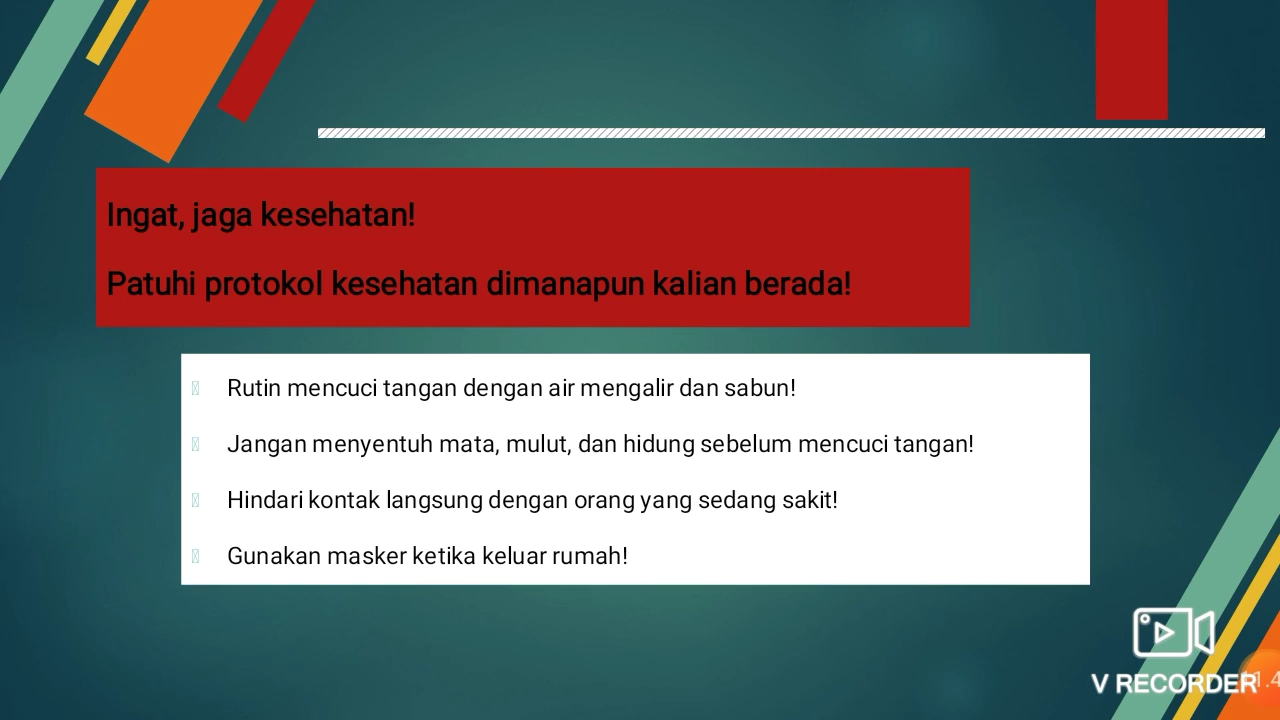 Ingat, jaga kesehatan!
Patuhi protokol kesehatan dimanapun kalian berada!
Rutin mencuci tangan dengan air mengalir dan sabun!
Jangan menyentuh mata, mulut, dan hidung sebelum mencuci tangan!
Hindari kontak langsung dengan orang yang sedang sakit!
Gunakan masker ketika keluar rumah!
V RECORDER